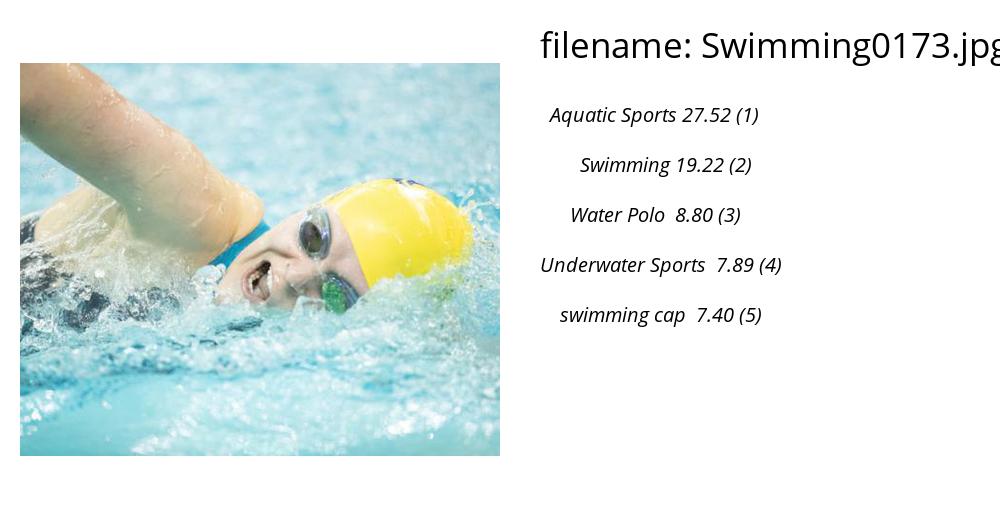 filename: Swimming0173.jpg
Aquatic Sports 27.52 (1)
Swimming 19.22 (2)
Water Polo 8.80 (3)
Underwater Sports 7.89 (4)
swimming cap 7.40 (5)